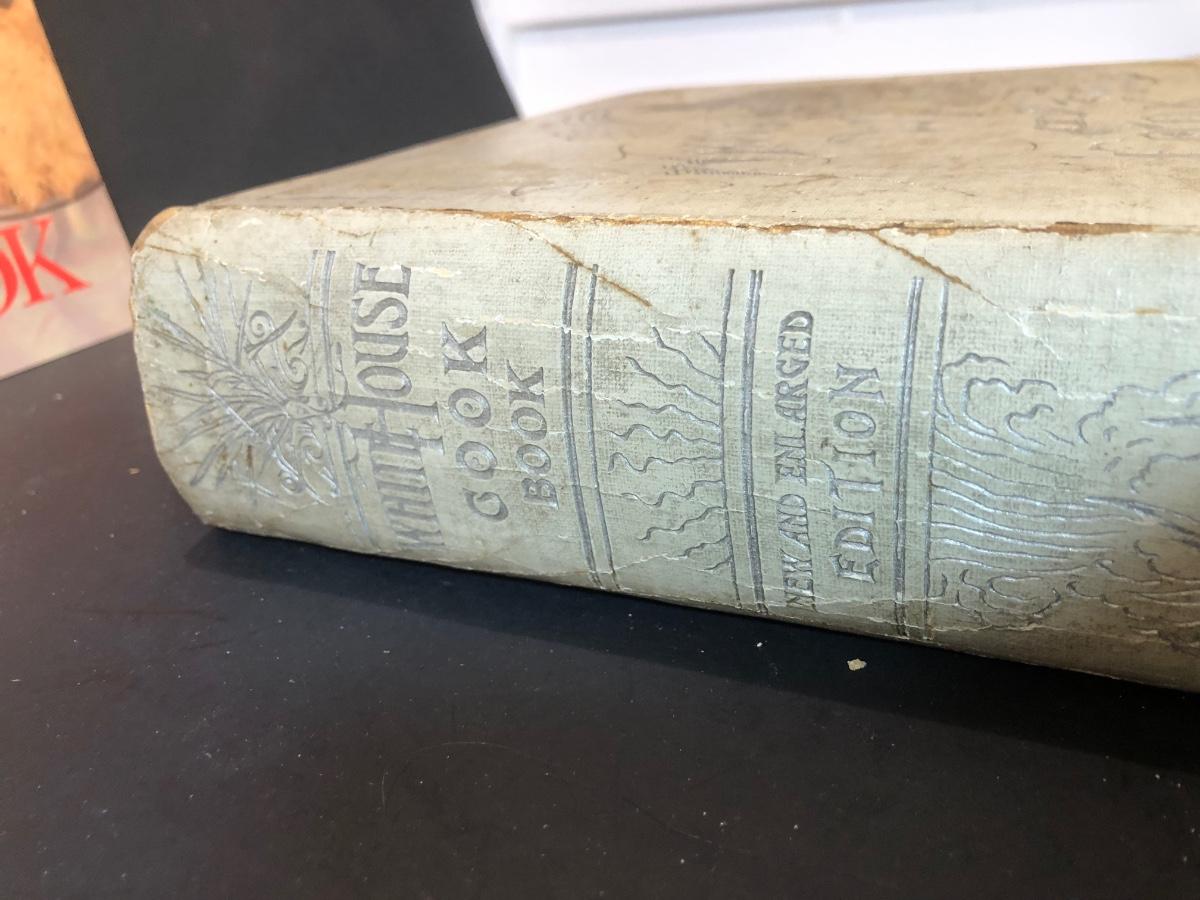 WHITE HOUSE
COOK
BOOK
NEW AND ENLARGED
EDITION
OK